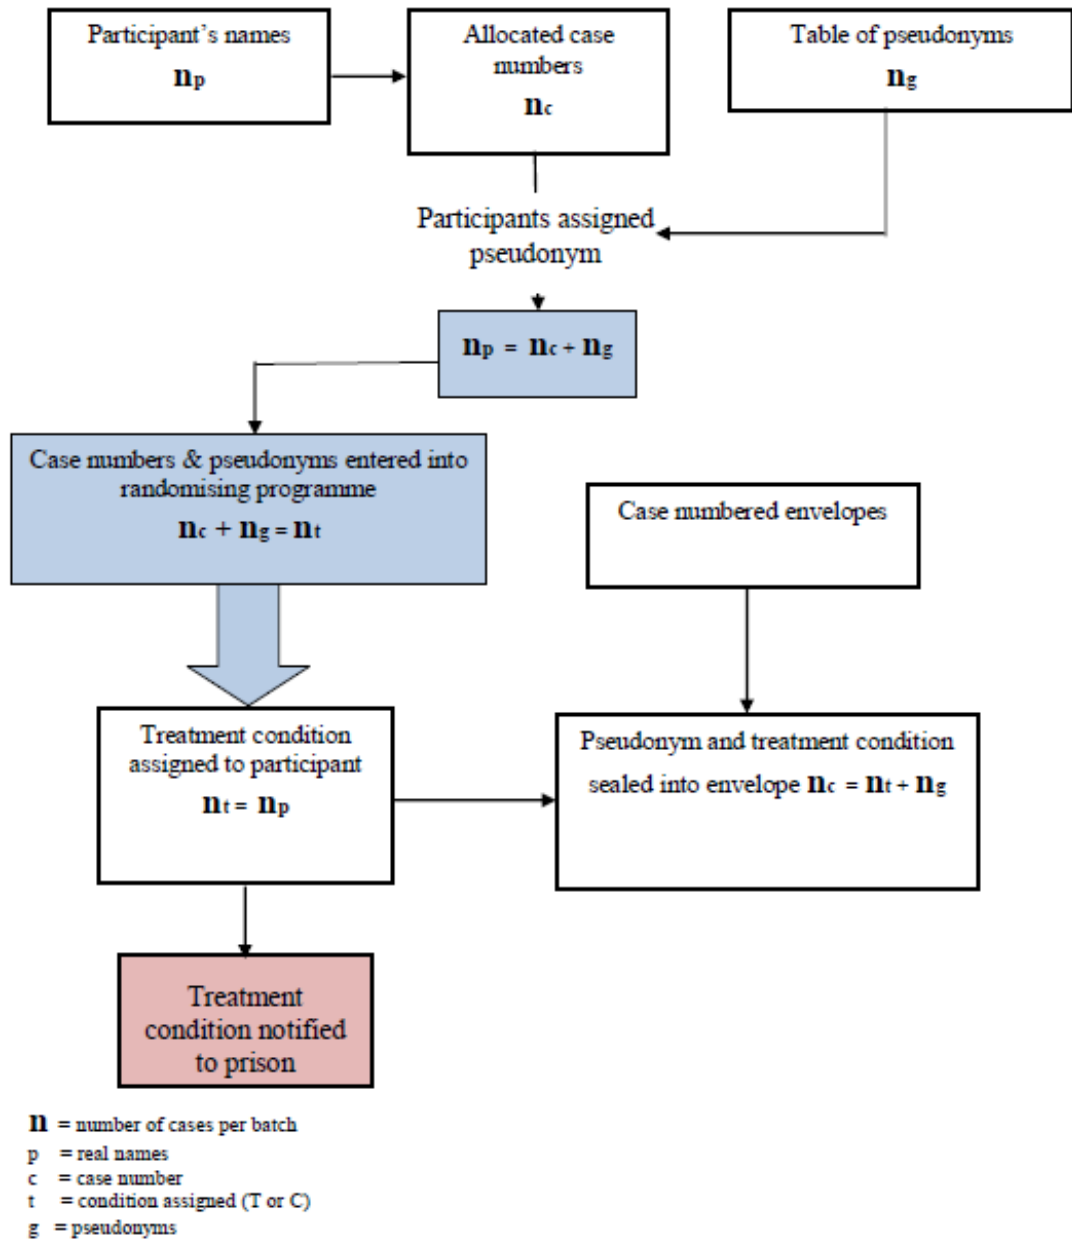 Participant's names
np
Allocated case
numbers
nc
Table of pseudonyms
ng
Participants assigned
pseudonym
np = nc + ng
Case numbers & pseudonyms entered into
randomising programme
nc + ng = nt
Case numbered envelopes
Treatment condition
assigned to participant
nt = np
Pseudonym and treatment condition
sealed into envelope nc = nt + ng
Treatment
condition notified
to prison
n = number of cases per batch
p = real names
c = case number
t = condition assigned (T or C)
g = pseudonyms